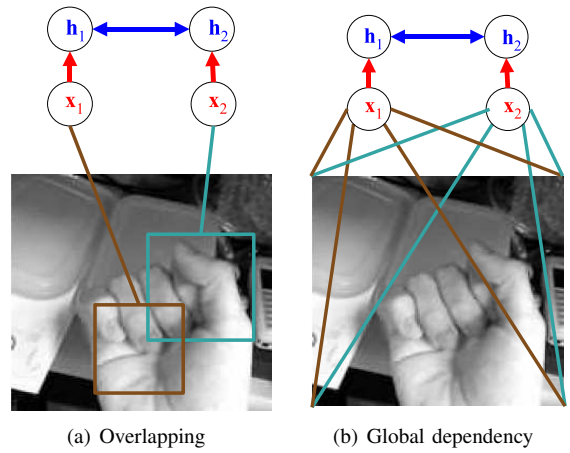 h1 h2 h1 h2
x1 x2 x1 x2
(a) Overlapping (b) Global dependency